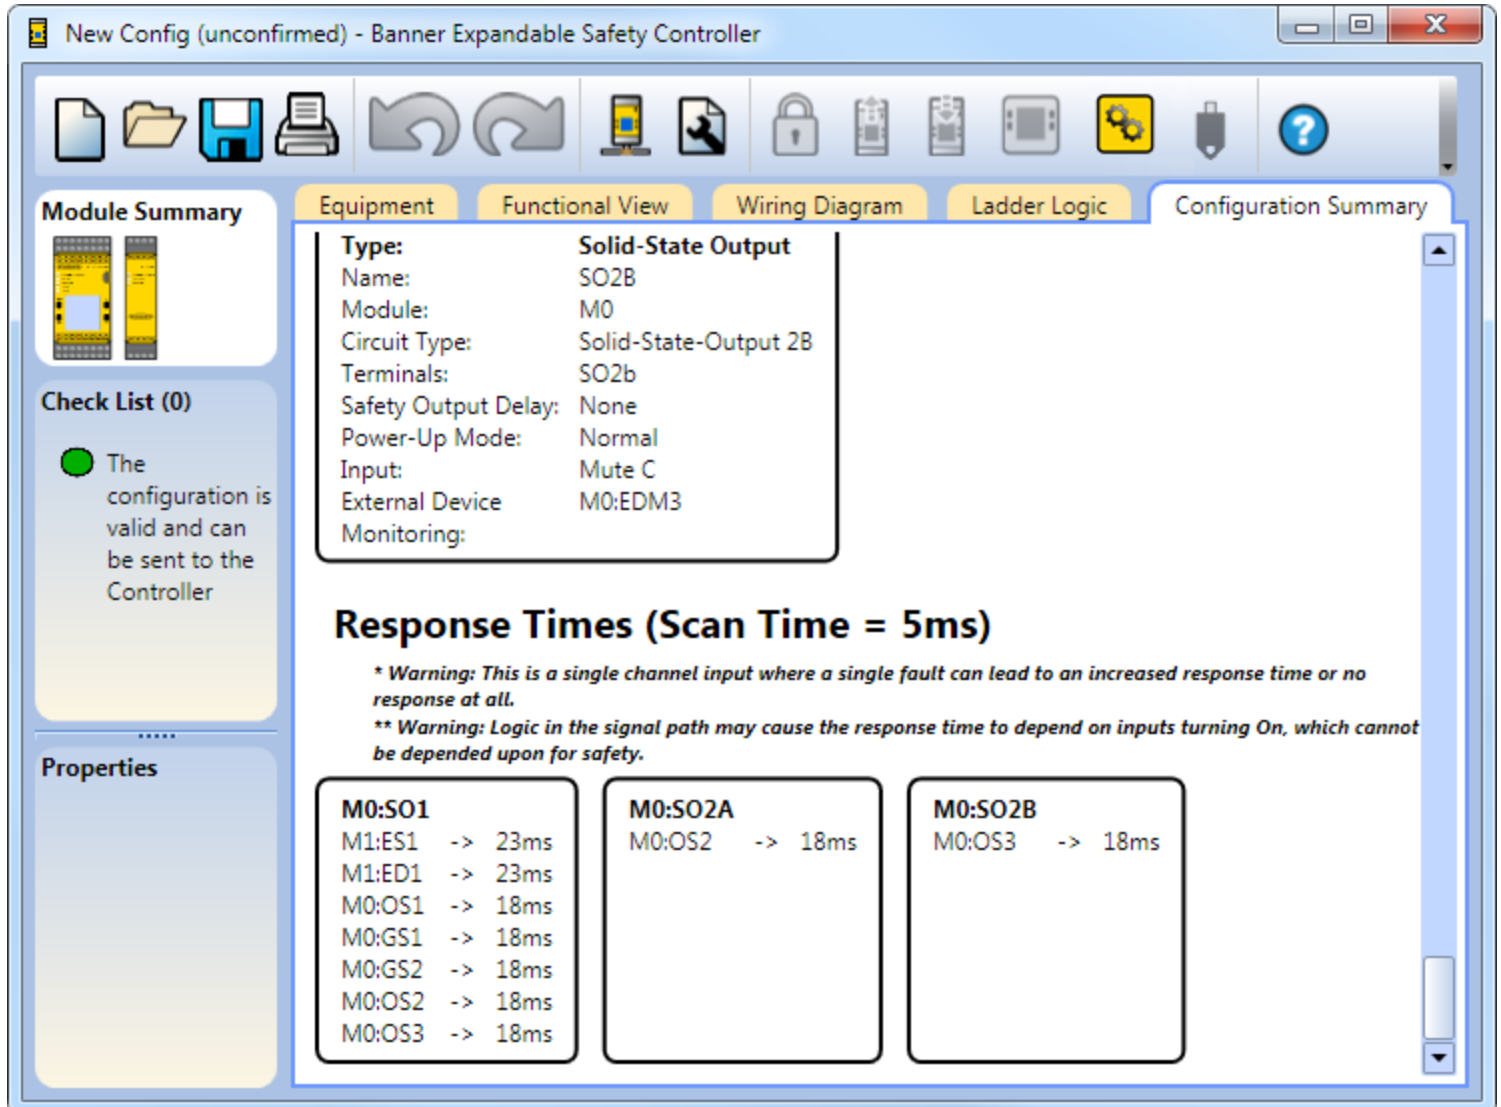 New Config (unconfirmed) - Banner Expandable Safety Controller
Module Summary
Check List (0)
The
configuration is
valid and can
be sent to the
Controller
Properties
Equipment
Functional View
Wiring Diagram
Ladder Logic
Configuration Summary
Type: Solid-State Output
Name: SO2B
Module: M0
Circuit Type: Solid-State-Output 2B
Terminals: SO2b
Safety Output Delay: None
Power-Up Mode: Normal
Input: Mute C
External Device M0:EDM3
Monitoring:
Response Times (Scan Time = 5ms)
* Warning: This is a single channel input where a single fault can lead to an increased response time or no
response at all.
** Warning: Logic in the signal path may cause the response time to depend on inputs turning On, which cannot
be depended upon for safety.
M0:SO1
M1:ES1 -> 23ms
M1:ED1 -> 23ms
M0:OS1 -> 18ms
M0:GS1 -> 18ms
M0:GS2 -> 18ms
M0:OS2 -> 18ms
M0:OS3 -> 18ms
M0:SO2A
M0:OS2 -> 18ms
M0:SO2B
M0:OS3 -> 18ms